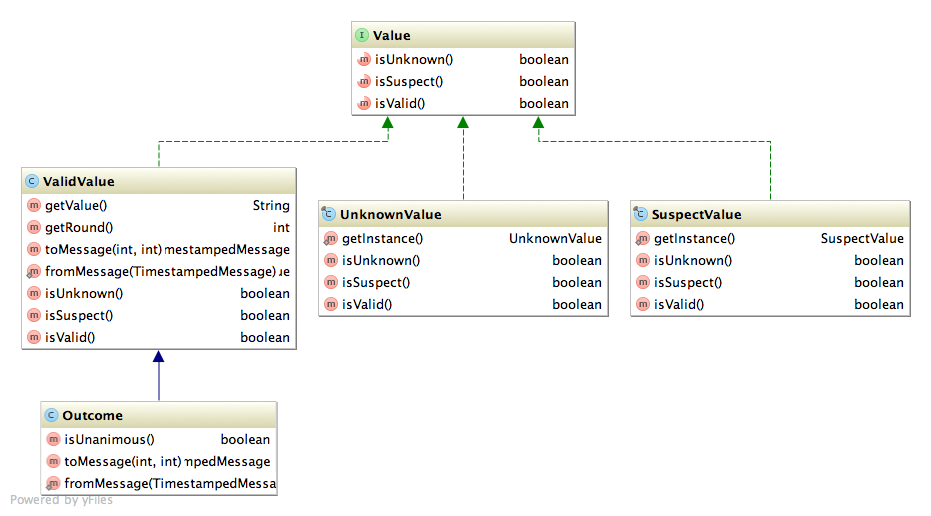 I Value
m isUnknown() boolean
m isSuspect() boolean
m isValid() boolean
C ValidValue
m getValue() String
m getRound() int
m toMessage(int, int) mestampedMessage
m fromMessage(TimestampedMessage) ue
m isUnknown() boolean
m isSuspect() boolean
m isValid() boolean
C UnknownValue
m getInstance() UnknownValue
m isUnknown() boolean
m isSuspect() boolean
m isValid() boolean
C SuspectValue
m getInstance() SuspectValue
m isUnknown() boolean
m isSuspect() boolean
m isValid() boolean
C Outcome
m isUnanimous() boolean
m toMessage(int, int) mpedMessage
m fromMessage(TimestampedMessa
Powered by yFiles